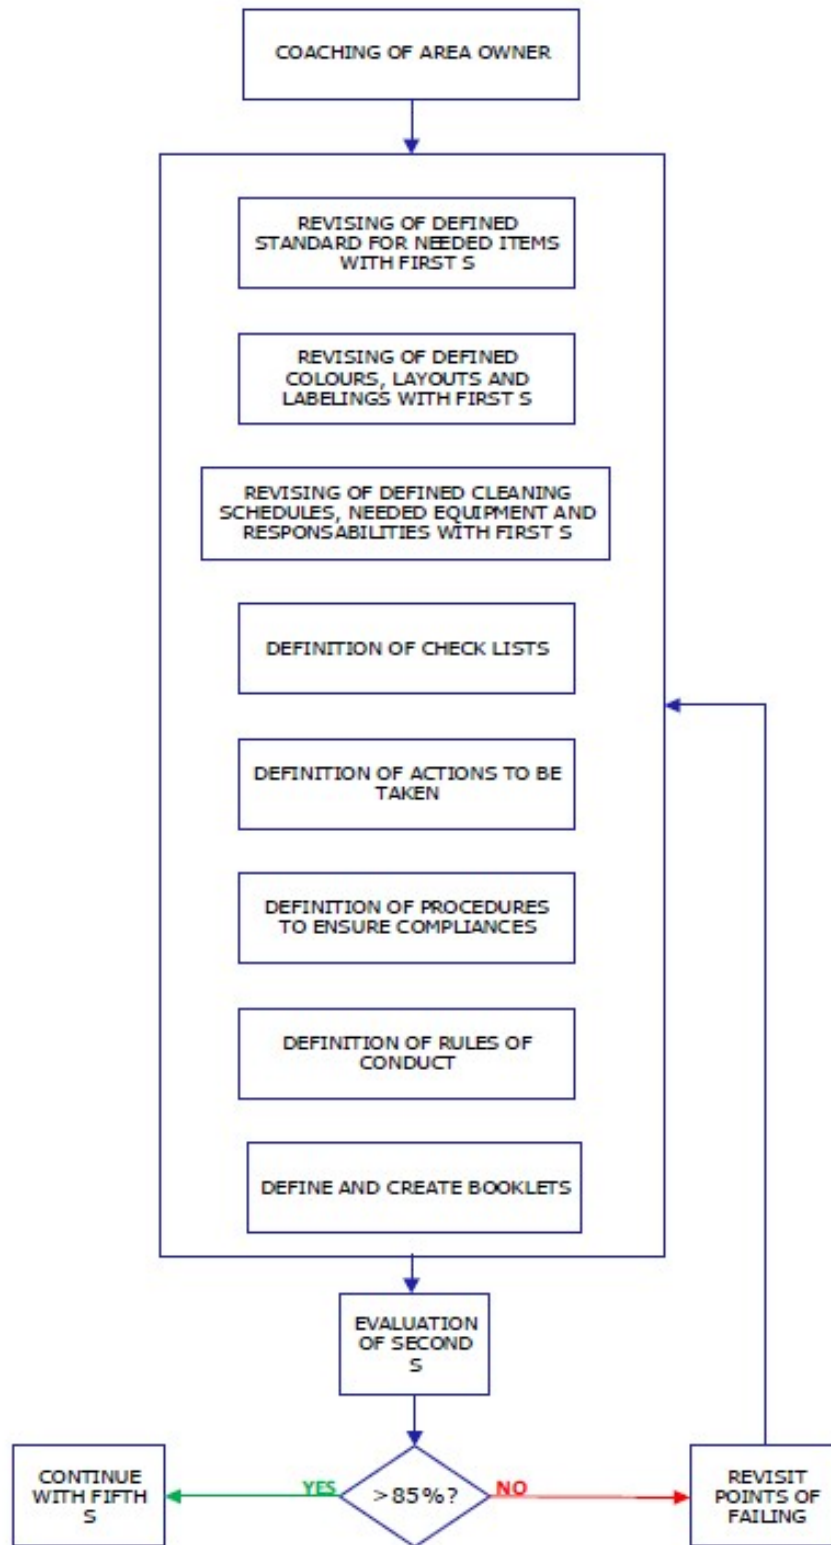 COACHING OF AREA OWNER
REVISING OF DEFINED
STANDARD FOR NEEDED ITEMS
WITH FIRST S
REVISING OF DEFINED
COLOURS, LAYOUTS AND
LABELINGS WITH FIRST S
REVISING OF DEFINED CLEANING
SCHEDULES, NEEDED EQUIPMENT AND
RESPONSABILITIES WITH FIRST S
DEFINITION OF CHECK LISTS
DEFINITION OF ACTIONS TO BE
TAKEN
DEFINITION OF PROCEDURES
TO ENSURE COMPLIANCES
DEFINITION OF RULES OF
CONDUCT
DEFINE AND CREATE BOOKLETS
EVALUATION
OF SECOND
S
CONTINUE
WITH FIFTH
S
YES
>85%?
NO
REVISIT
POINTS OF
FAILING